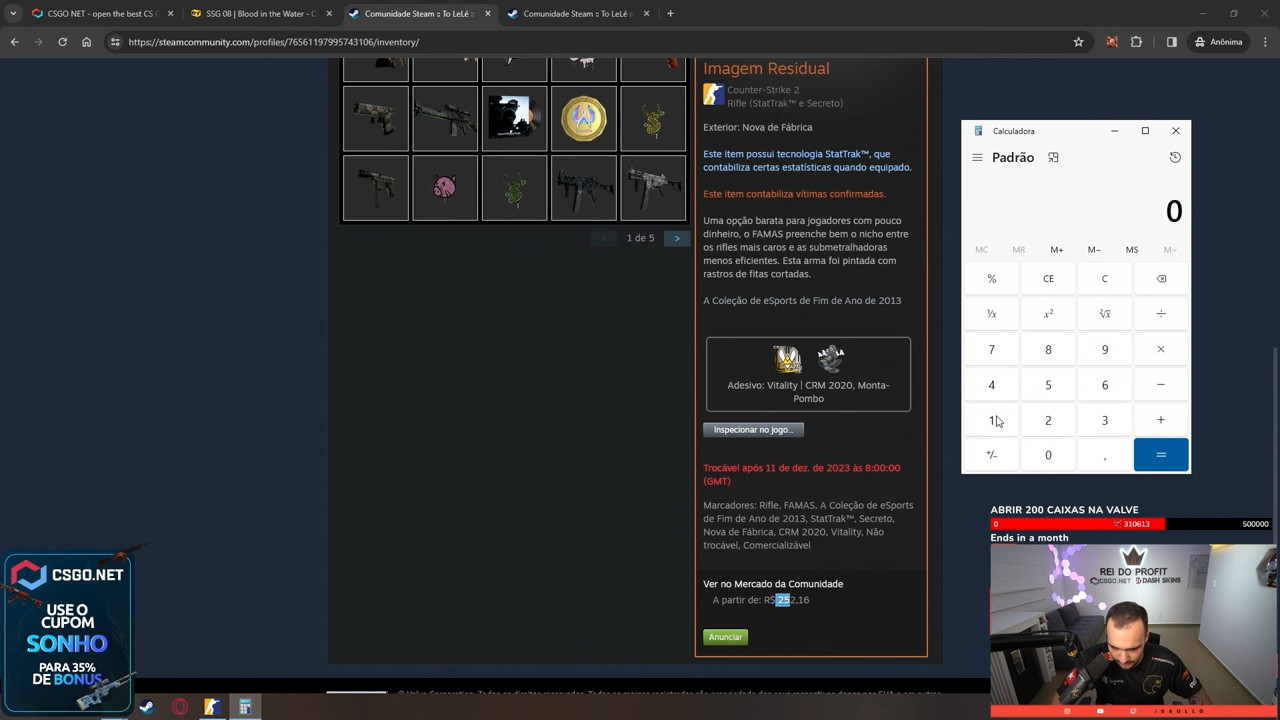 CSGO NET - open the best CS G
SSG 08 | Blood in the Water -
Comunidade Steam :: To LeLé ::
Comunidade Steam :: To LeLé ::
https://steamcommunity.com/profiles/76561197995743106/inventory/
Anônima
Imagem Residual
Counter-Strike 2
Rifle (StatTrak™ e Secreto)
Exterior: Nova de Fábrica
Este item possui tecnologia StatTrak™, que
contabiliza certas estatísticas quando equipado.
Este item contabiliza vítimas confirmadas.
Uma opção barata para jogadores com pouco
dinheiro, o FAMAS preenche bem o nicho entre
os rifles mais caros e as submetralhadoras
menos eficientes. Esta arma foi pintada com
rastros de fitas cortadas.
A Coleção de eSports de Fim de Ano de 2013
Adesivo: Vitality | CRM 2020, Monta-
Pombo
Inspecionar no jogo...
Trocável após 11 de dez. de 2023 às 8:00:00
(GMT)
Marcadores: Rifle, FAMAS, A Coleção de eSports
de Fim de Ano de 2013, StatTrak™, Secreto,
Nova de Fábrica, CRM 2020, Vitality, Não
trocável, Comercializável
Ver no Mercado da Comunidade
A partir de: R$ 252,16
Anunciar
< 1 de 5 >
Calculadora
Padrão
0
MC MR M+ M− MS M˅
% CE C
¹/x x² ²√x ÷
7 8 9 ×
4 5 6 −
1 2 3 +
+/− 0 , =
ABRIR 200 CAIXAS NA VALVE
0 310613 500000
Ends in a month
REI DO PROFIT
CSGO.NET DASH SKINS
/SAULLO
CSGO.NET
USE O
CUPOM
SONHO
PARA 35%
DE BONUS